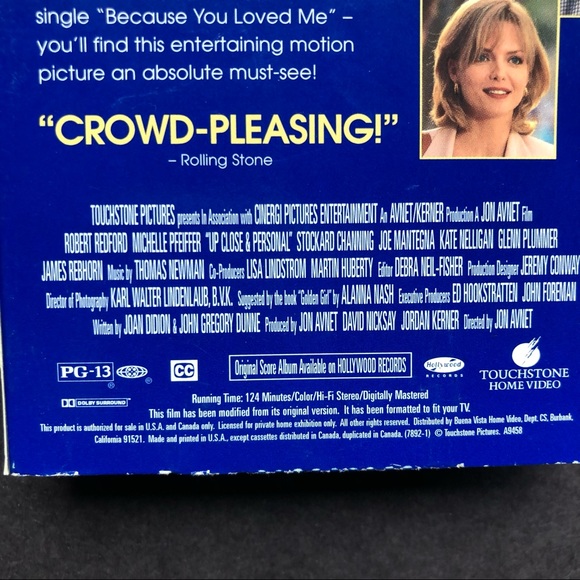 single “Because You Loved Me” –
you'll find this entertaining motion
picture an absolute must-see!
“CROWD-PLEASING!”
– Rolling Stone
TOUCHSTONE PICTURES presents In Association with CINERGI PICTURES ENTERTAINMENT An AVNET/KERNER Production A JON AVNET Film
ROBERT REDFORD MICHELLE PFEIFFER "UP CLOSE & PERSONAL" STOCKARD CHANNING JOE MANTEGNA KATE NELLIGAN GLENN PLUMMER
JAMES REBHORN Music by THOMAS NEWMAN Co-Producers LISA LINDSTROM MARTIN HUBERTY Editor DEBRA NEIL-FISHER Production Designer JEREMY CONWAY
Director of Photography KARL WALTER LINDENLAUB, B.V.K. Suggested by the book "Golden Girl" by ALANNA NASH Executive Producers ED HOOKSTRATTEN JOHN FOREMAN
Written by JOAN DIDION & JOHN GREGORY DUNNE Produced by JON AVNET DAVID NICKSAY JORDAN KERNER Directed by JON AVNET
PG-13 ® CC Original Score Album Available on HOLLYWOOD RECORDS Hollywood RECORDS TOUCHSTONE HOME VIDEO
DOLBY SURROUND ®
Running Time: 124 Minutes/Color/Hi-Fi Stereo/Digitally Mastered
This film has been modified from its original version. It has been formatted to fit your TV.
This product is authorized for sale in U.S.A. and Canada only. Licensed for private home exhibition only. All other rights reserved. Distributed by Buena Vista Home Video, Dept. CS, Burbank,
California 91521. Made and printed in U.S.A., except cassettes distributed in Canada, duplicated in Canada. (7892-1) © Touchstone Pictures. A9458